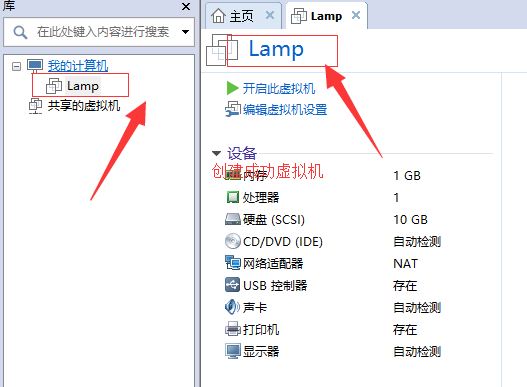 库
在此处键入内容进行搜索
我的计算机
Lamp
共享的虚拟机
主页
Lamp
Lamp
开启此虚拟机
编辑虚拟机设置
设备
创建成功虚拟机
内存 1 GB
处理器 1
硬盘 (SCSI) 10 GB
CD/DVD (IDE) 自动检测
网络适配器 NAT
USB 控制器 存在
声卡 自动检测
打印机 存在
显示器 自动检测